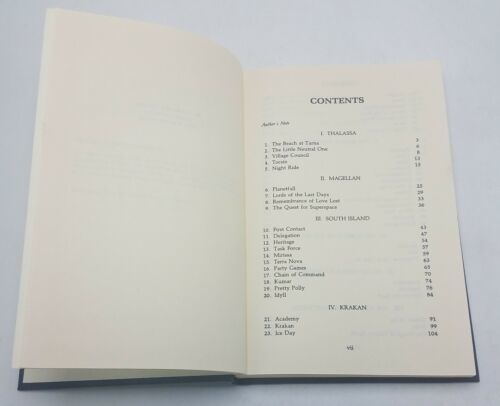 CONTENTS
Author's Note
I THALASSA
1. The Beach at Tarna 3
2. The Little Neutral One 6
3. Village Council 8
4. Tocsin 13
5. Night Ride 15
II MAGELLAN
6. Planetfall 25
7. Lords of the Last Days 29
8. Remembrance of Love Lost 33
9. The Quest for Superspace 36
III SOUTH ISLAND
10. First Contact 43
11. Delegation 47
12. Heritage 54
13. Task Force 57
14. Mirissa 59
15. Terra Nova 63
16. Party Games 65
17. Chain of Command 70
18. Kumar 74
19. Pretty Polly 76
20. Idyll 84
IV KRAKAN
21. Academy 91
22. Krakan 99
23. Ice Day 104
vii